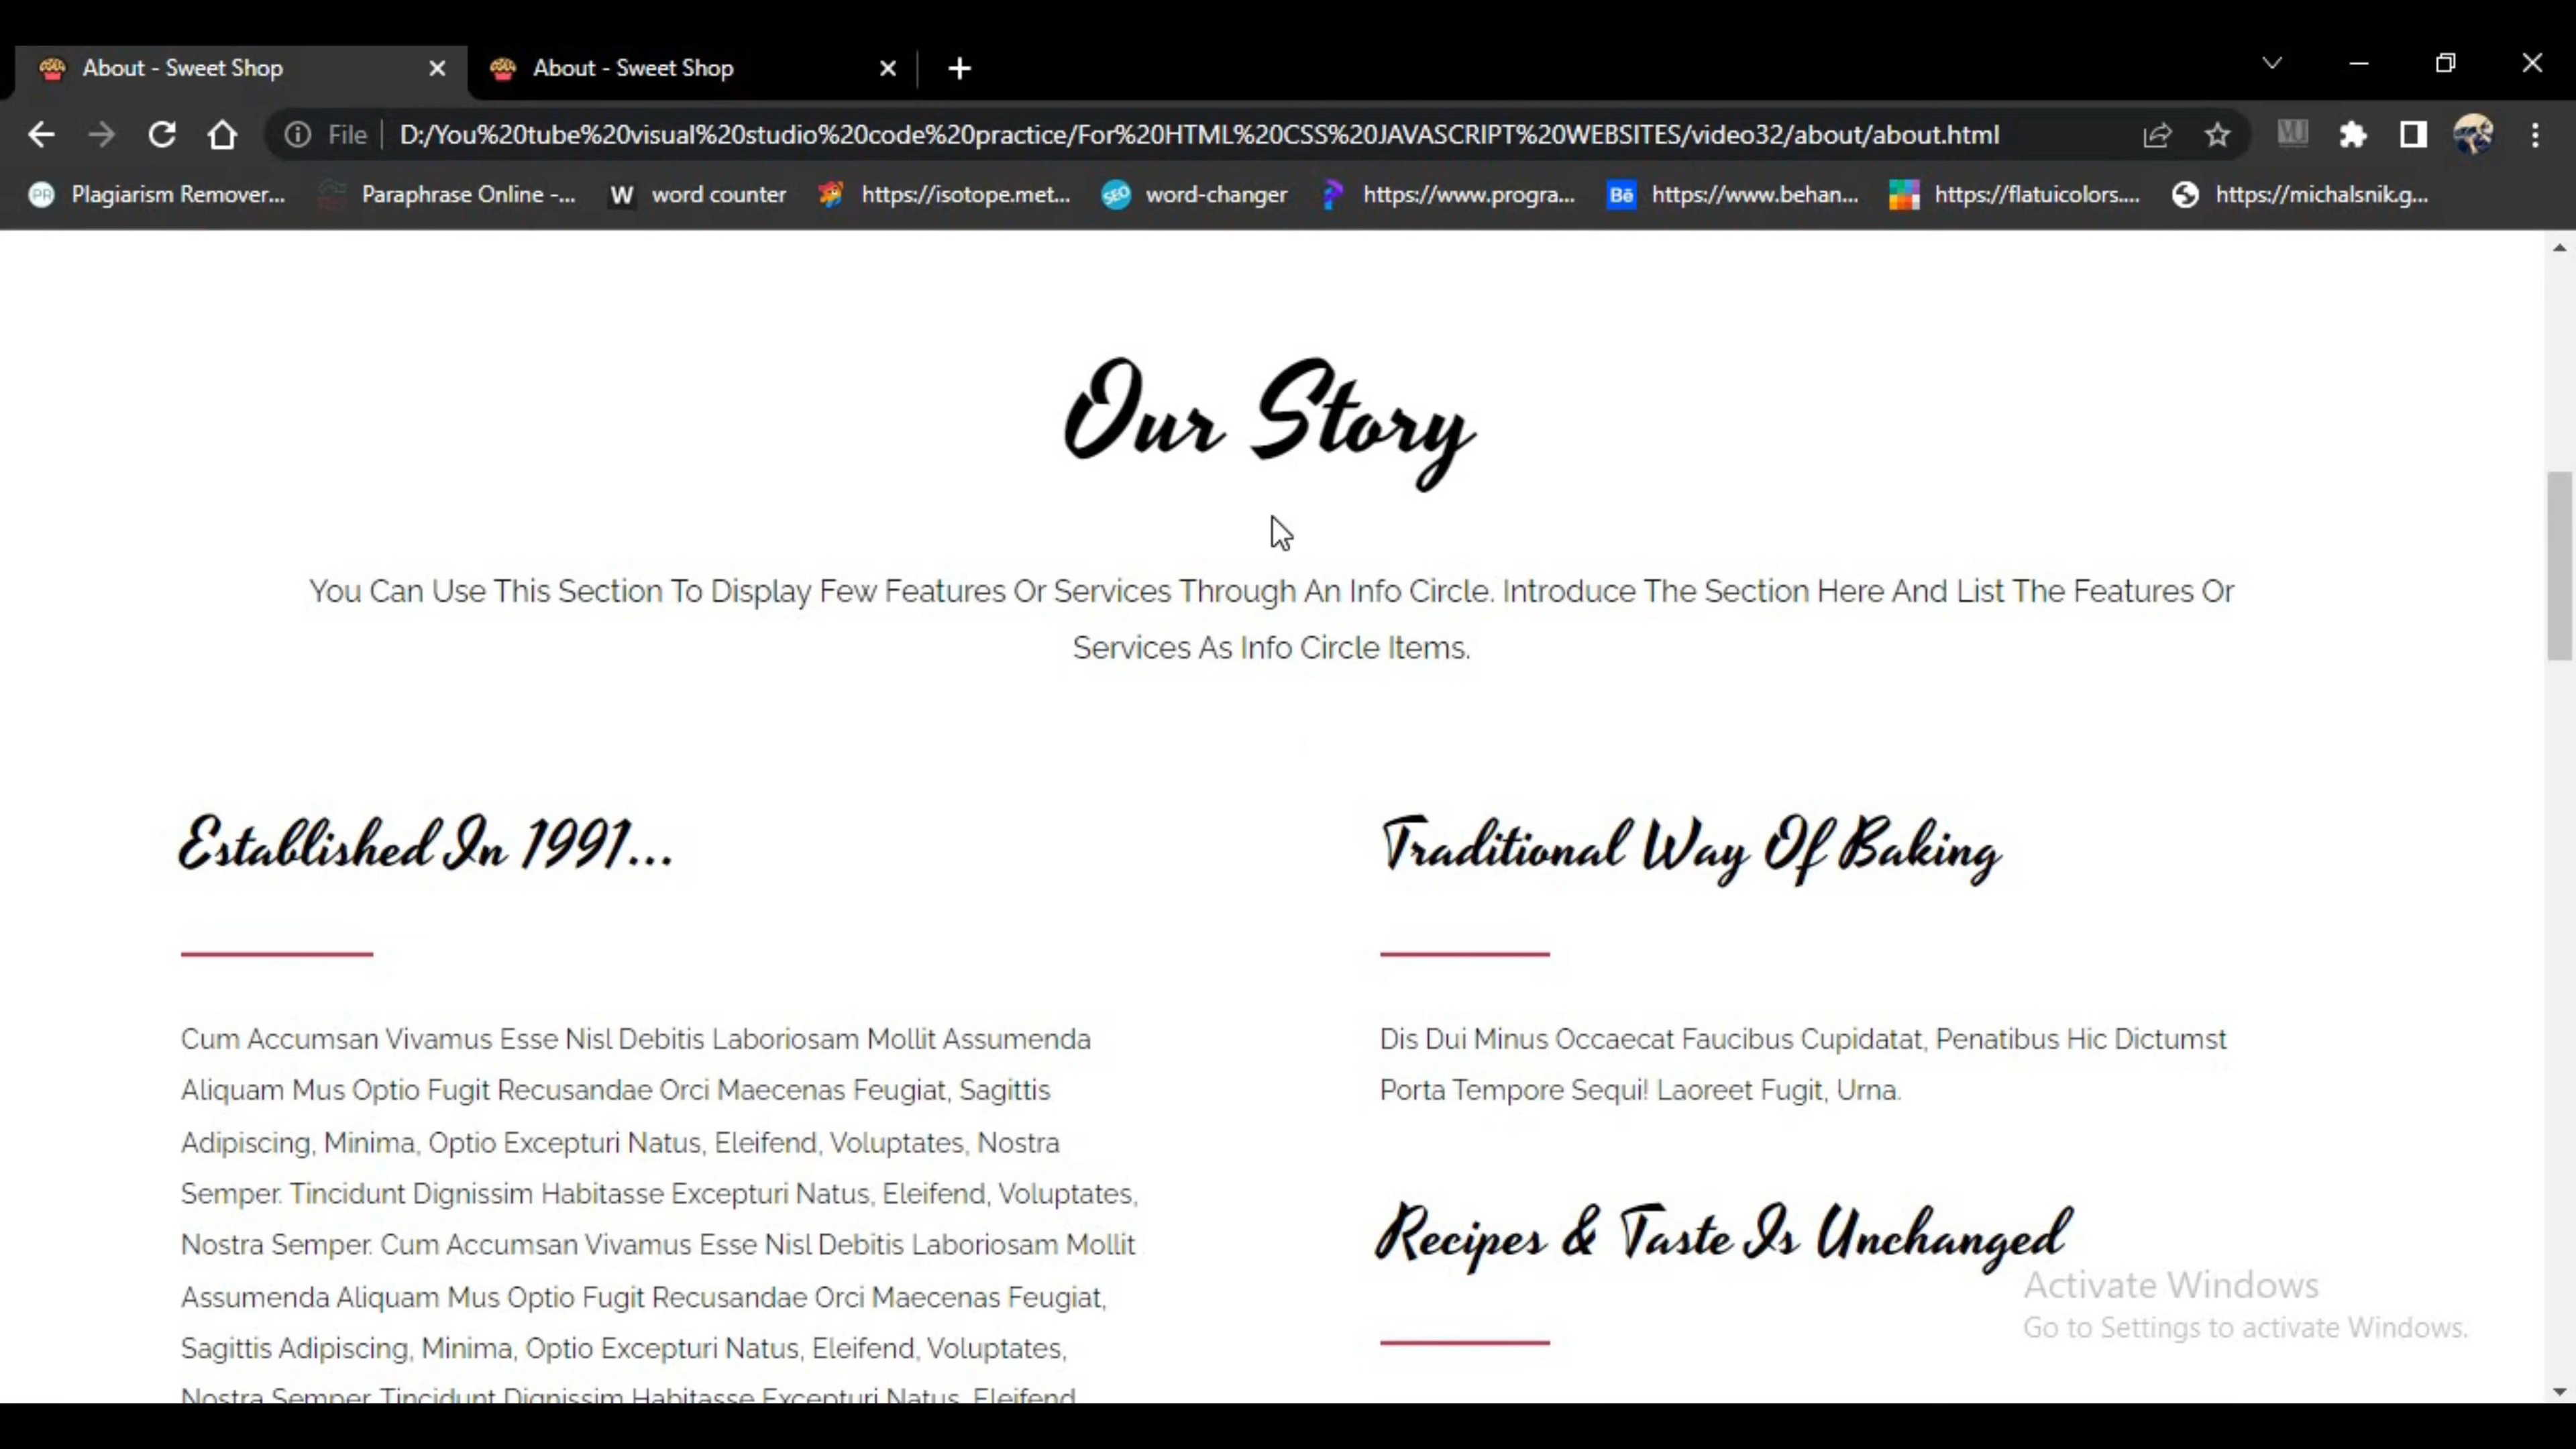 About - Sweet Shop
About - Sweet Shop
File
D:/You%20tube%20visual%20studio%20code%20practice/For%20HTML%20CSS%20JAVASCRIPT%20WEBSITES/video32/about/about.html
PR Plagiarism Remover...
Paraphrase Online -...
W word counter
https://isotope.met...
SEO word-changer
https://www.progra...
Bē https://www.behan...
https://flatuicolors....
https://michalsnik.g...
Our Story
You Can Use This Section To Display Few Features Or Services Through An Info Circle. Introduce The Section Here And List The Features Or
Services As Info Circle Items.
Established In 1991...
Cum Accumsan Vivamus Esse Nisl Debitis Laboriosam Mollit Assumenda
Aliquam Mus Optio Fugit Recusandae Orci Maecenas Feugiat, Sagittis
Adipiscing, Minima, Optio Excepturi Natus, Eleifend, Voluptates, Nostra
Semper. Tincidunt Dignissim Habitasse Excepturi Natus, Eleifend, Voluptates,
Nostra Semper. Cum Accumsan Vivamus Esse Nisl Debitis Laboriosam Mollit
Assumenda Aliquam Mus Optio Fugit Recusandae Orci Maecenas Feugiat,
Sagittis Adipiscing, Minima, Optio Excepturi Natus, Eleifend, Voluptates,
Nostra Semper. Tincidunt Dignissim Habitasse Excepturi Natus, Eleifend,
Traditional Way Of Baking
Dis Dui Minus Occaecat Faucibus Cupidatat, Penatibus Hic Dictumst
Porta Tempore Sequi! Laoreet Fugit, Urna.
Recipes & Taste Is Unchanged
Activate Windows
Go to Settings to activate Windows.